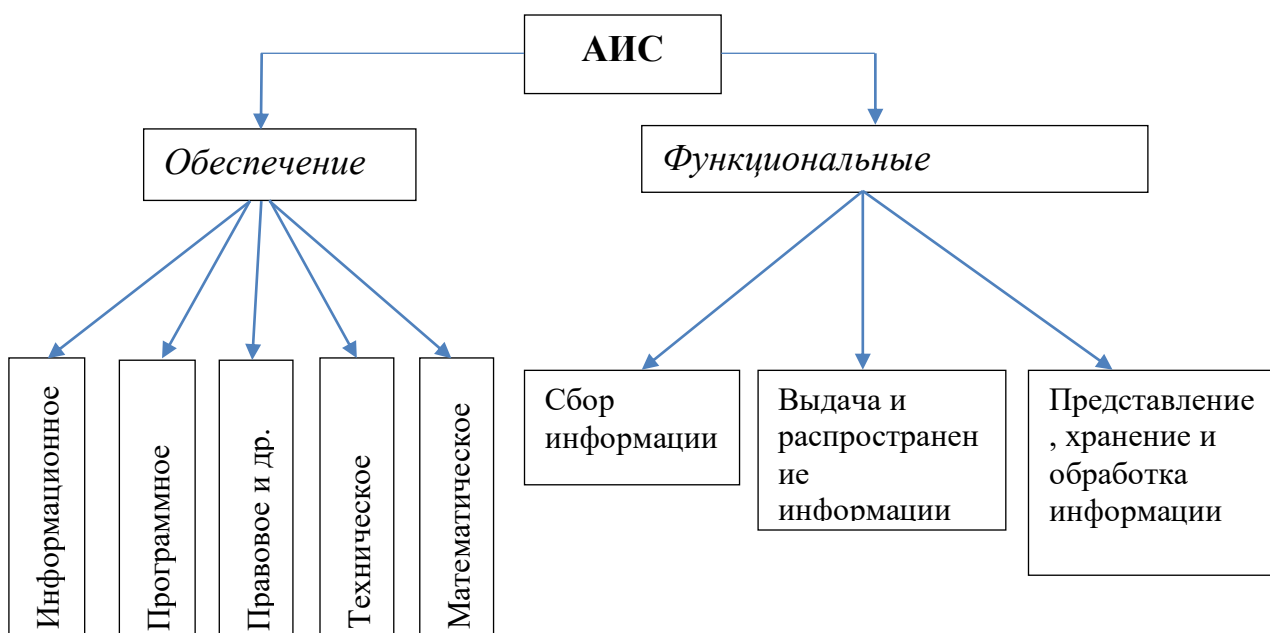 АИС
Обеспечение
Функциональные
Информационное
Программное
Правовое и др.
Техническое
Математическое
Сбор
информации
Выдача и
распространен
ие
информации
Представление
, хранение и
обработка
информации